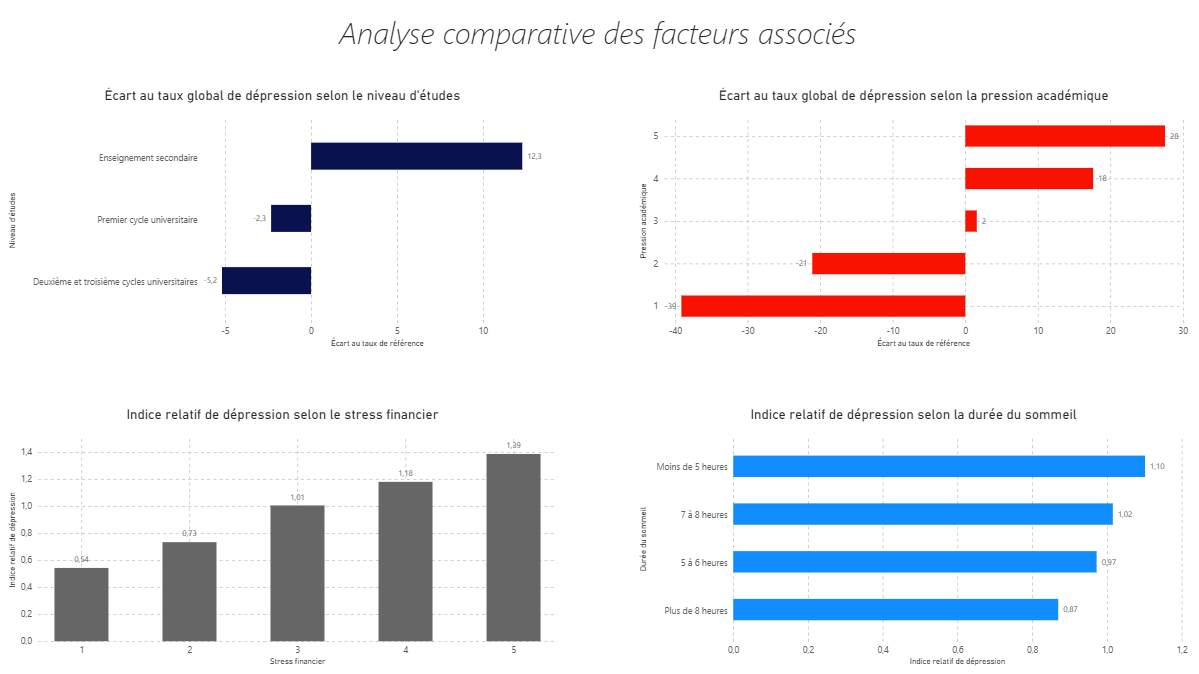 Analyse comparative des facteurs associés
Écart au taux global de dépression selon le niveau d'études
Niveau d'études
Enseignement secondaire
12,3
Premier cycle universitaire
-2,3
Deuxième et troisième cycles universitaires
-5,2
-5 0 5 10
Écart au taux de référence
Écart au taux global de dépression selon la pression académique
Pression académique
5 28
4 18
3 2
2 -21
1 -39
-40 -30 -20 -10 0 10 20 30
Écart au taux de référence
Indice relatif de dépression selon le stress financier
Indice relatif de dépression
1,4
1,2
1,0
0,8
0,6
0,4
0,2
0,0
0,54 0,73 1,01 1,18 1,39
1 2 3 4 5
Stress financier
Indice relatif de dépression selon la durée du sommeil
Durée du sommeil
Moins de 5 heures 1,10
7 à 8 heures 1,02
5 à 6 heures 0,97
Plus de 8 heures 0,87
0,0 0,2 0,4 0,6 0,8 1,0 1,2
Indice relatif de dépression